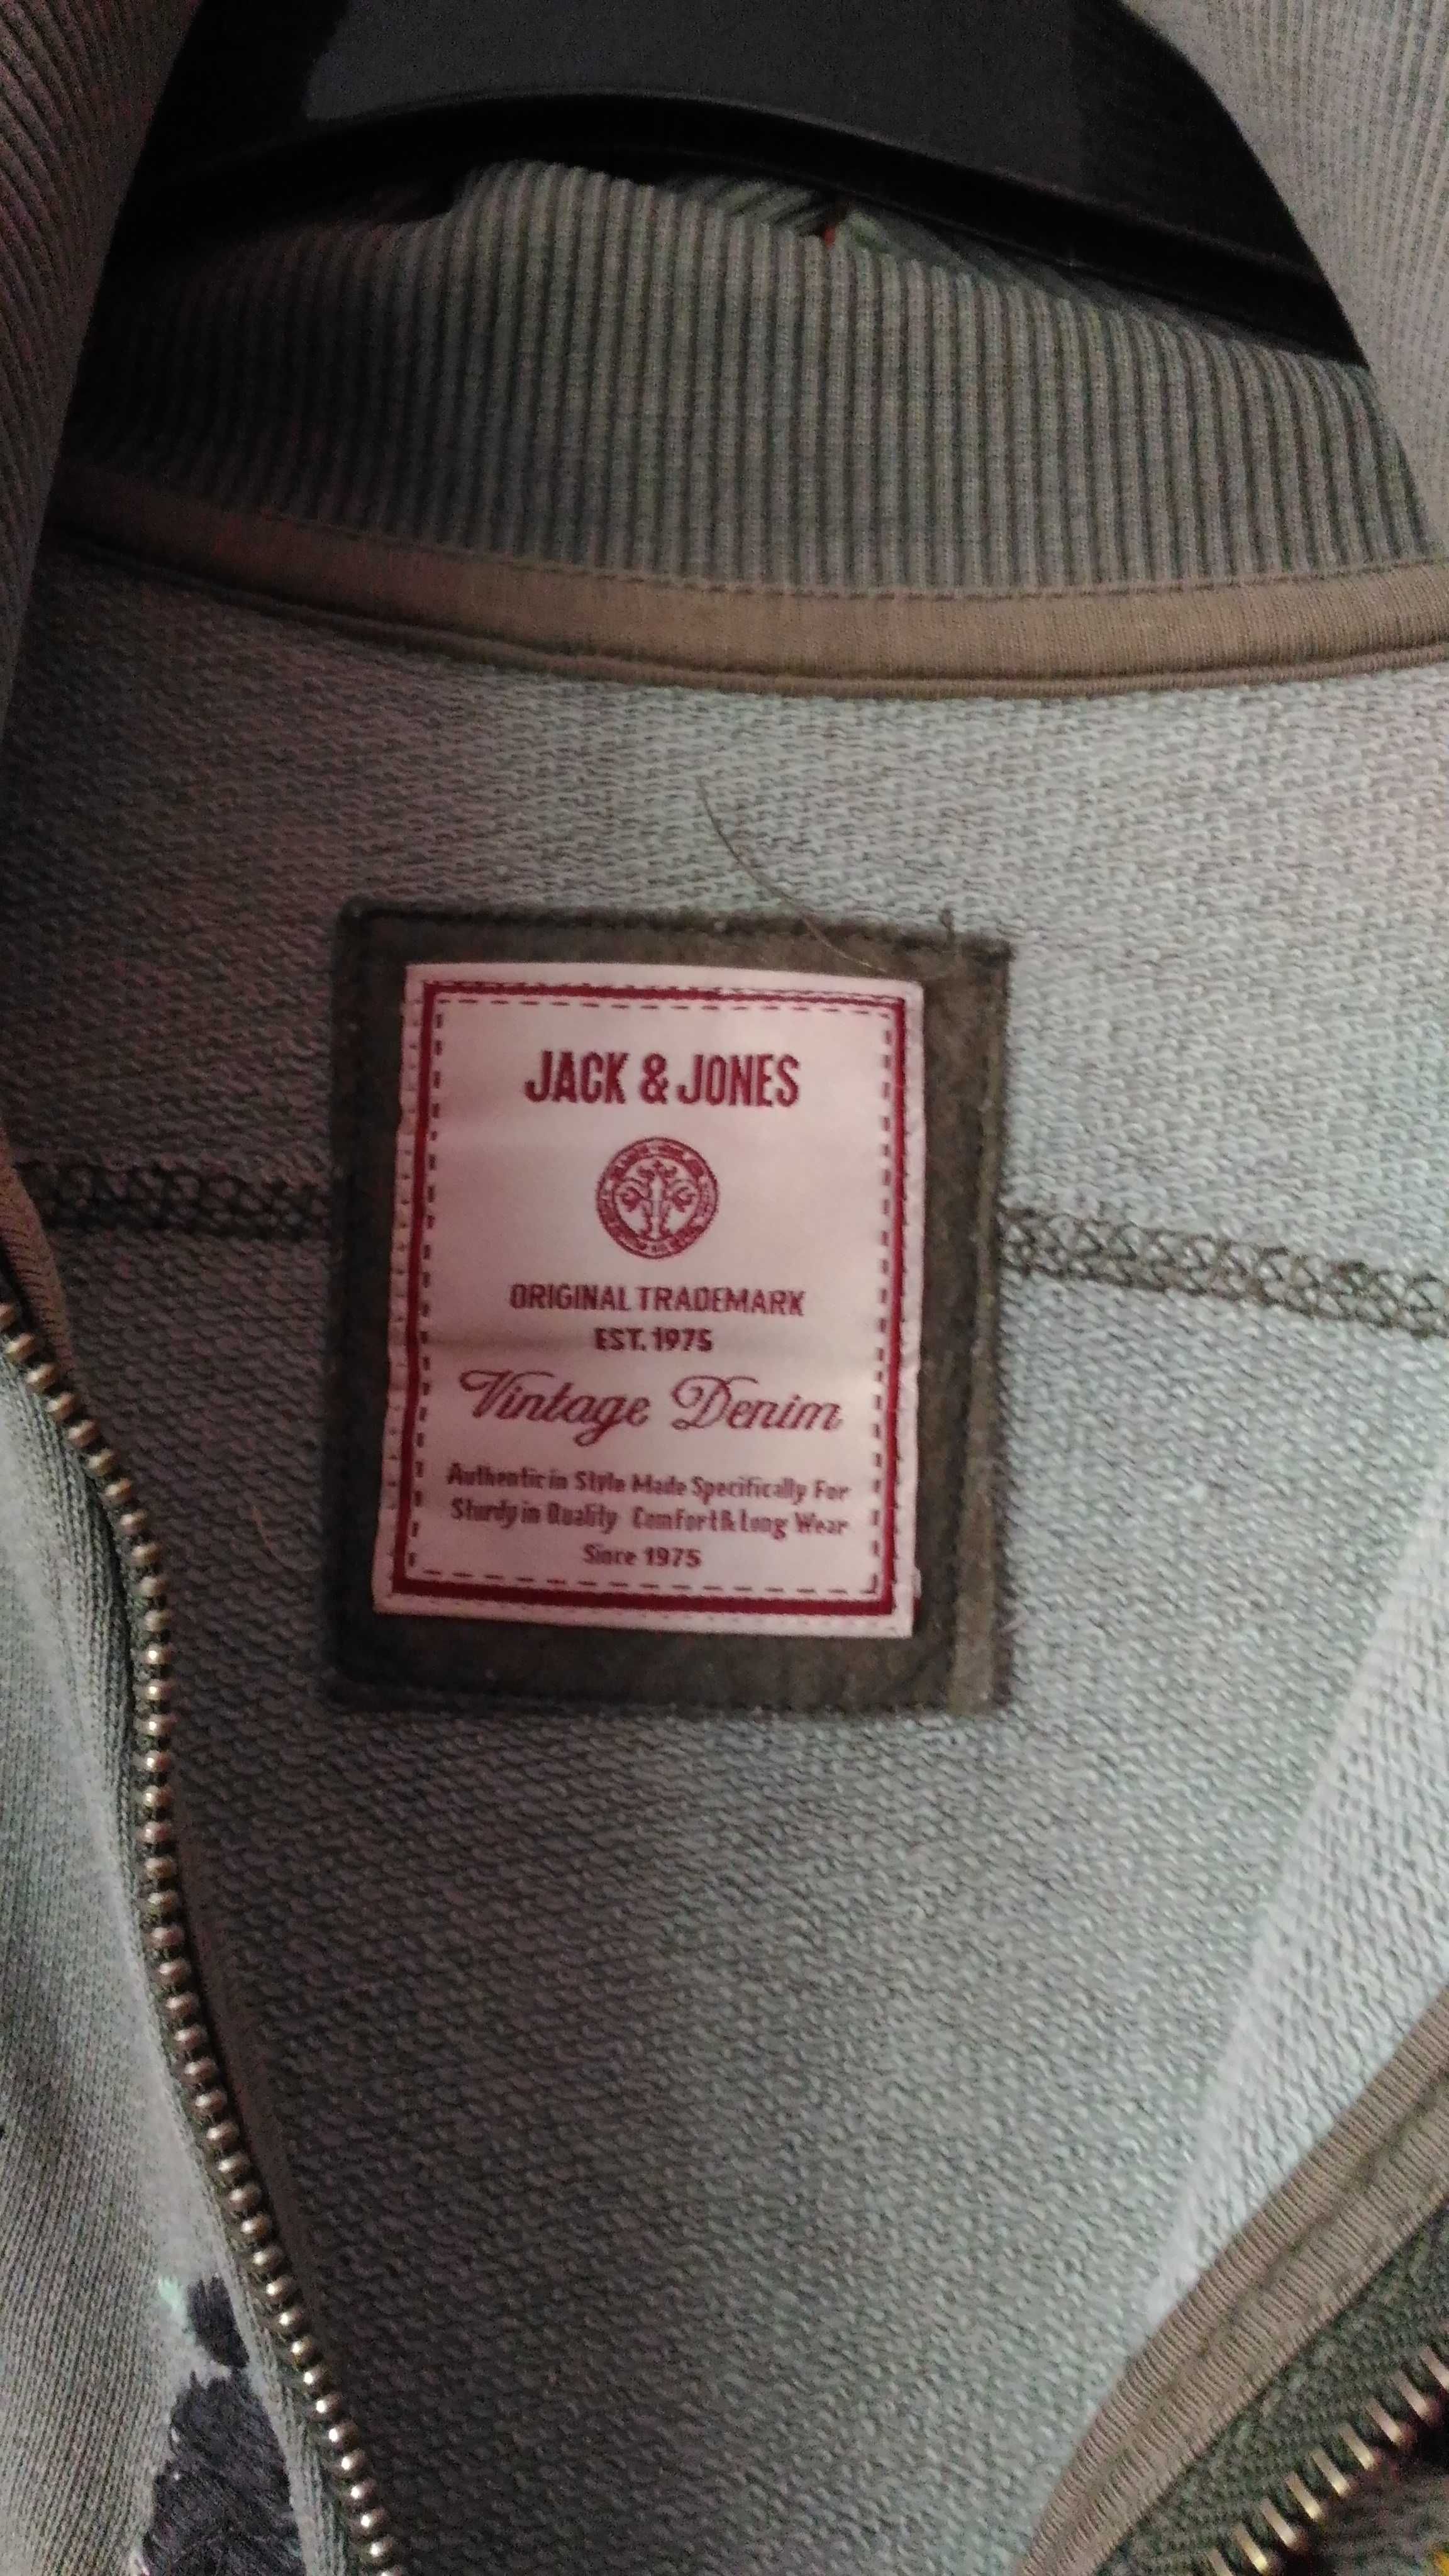 JACK & JONES
ORIGINAL TRADEMARK
EST. 1975
Vintage Denim
Authentic in Style Made Specifically For
Sturdy in Quality Comfort & Long Wear
Since 1975